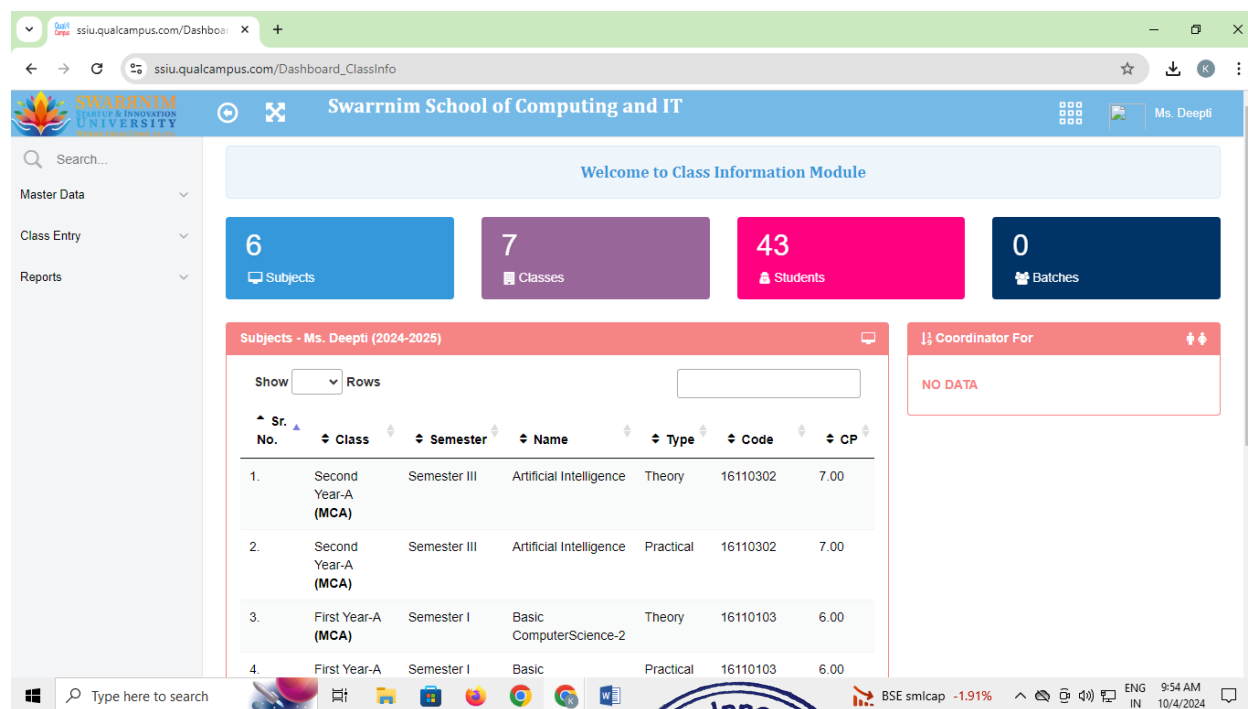 ssiu.qualcampus.com/Dashboar
ssiu.qualcampus.com/Dashboard_ClassInfo
K
SWARRNIM
STARTUP & INNOVATION
UNIVERSITY
Swarrnim School of Computing and IT
Ms. Deepti
Search...
Master Data
Class Entry
Reports
Welcome to Class Information Module
6
Subjects
7
Classes
43
Students
0
Batches
Subjects - Ms. Deepti (2024-2025)
Show Rows
Sr. No. Class Semester Name Type Code CP
1. Second Year-A (MCA) Semester III Artificial Intelligence Theory 16110302 7.00
2. Second Year-A (MCA) Semester III Artificial Intelligence Practical 16110302 7.00
3. First Year-A (MCA) Semester I Basic ComputerScience-2 Theory 16110103 6.00
4. First Year-A Semester I Basic Practical 16110103 6.00
Coordinator For
NO DATA
Type here to search
BSE smlcap -1.91%
ENG
IN
9:54 AM
10/4/2024